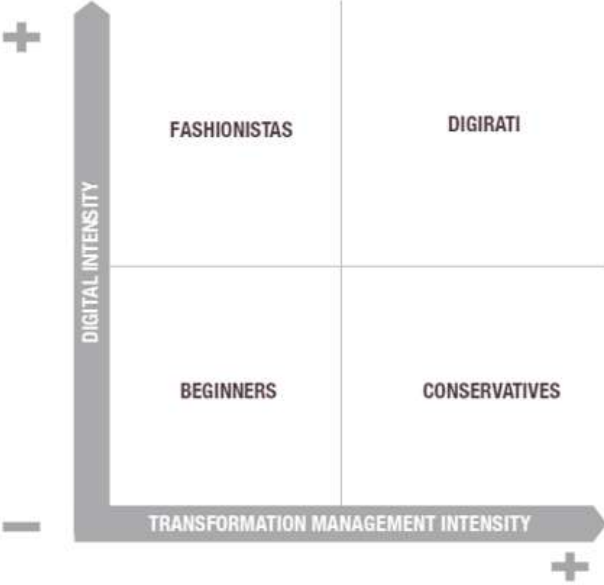 +
FASHIONISTAS
DIGIRATI
DIGITAL INTENSITY
BEGINNERS
CONSERVATIVES
−
TRANSFORMATION MANAGEMENT INTENSITY
+